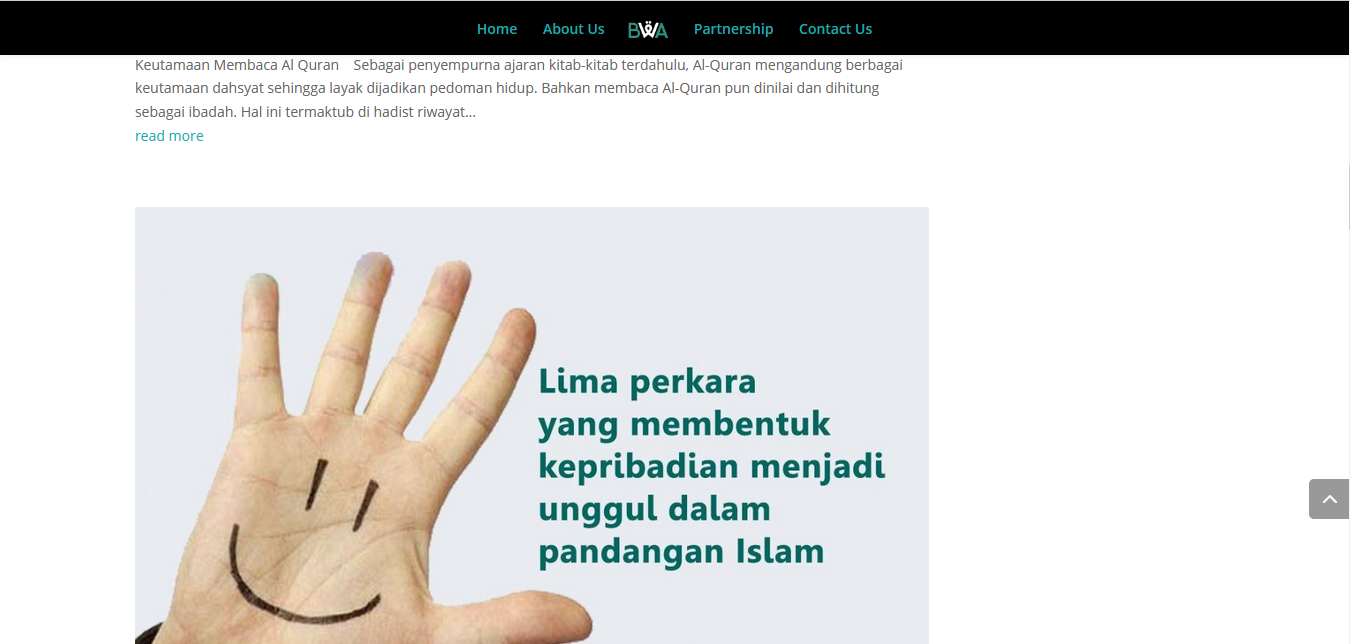 Home About Us BWA Partnership Contact Us
Keutamaan Membaca Al Quran Sebagai penyempurna ajaran kitab-kitab terdahulu, Al-Quran mengandung berbagai
keutamaan dahsyat sehingga layak dijadikan pedoman hidup. Bahkan membaca Al-Quran pun dinilai dan dihitung
sebagai ibadah. Hal ini termaktub di hadist riwayat...
read more
Lima perkara
yang membentuk
kepribadian menjadi
unggul dalam
pandangan Islam